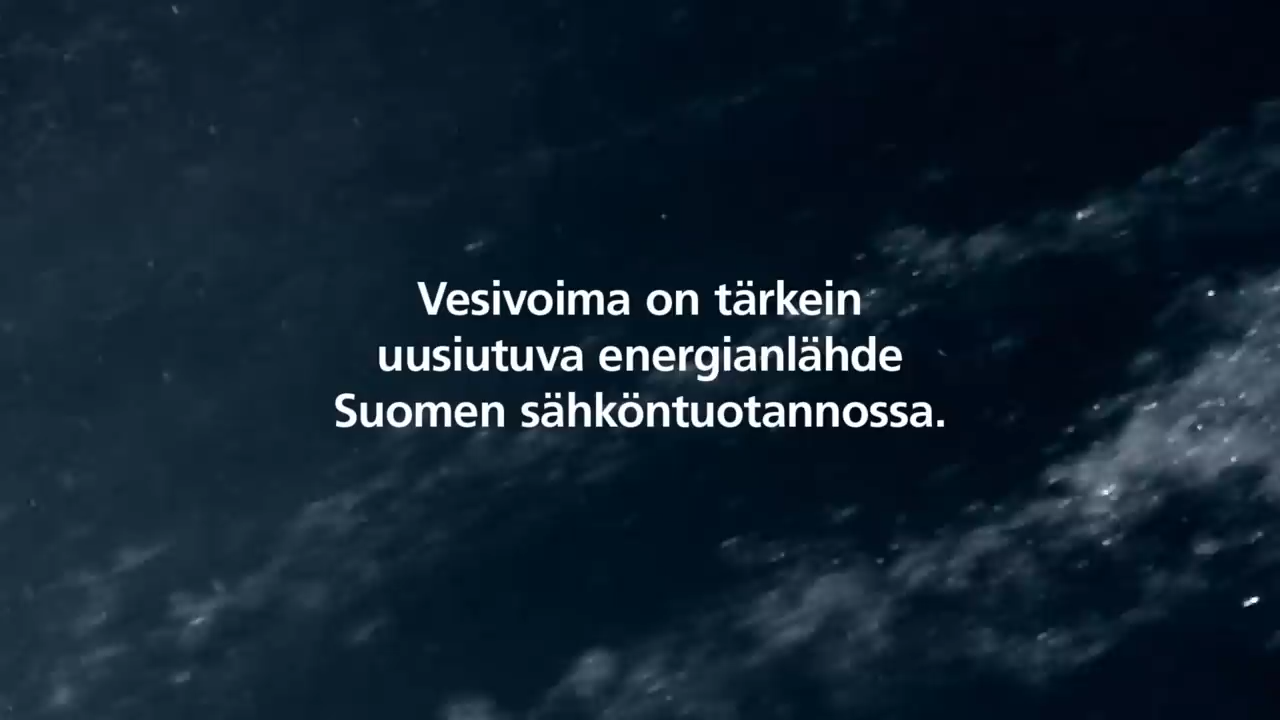 Vesivoima on tärkein
uusiutuva energianlähde
Suomen sähköntuotannossa.